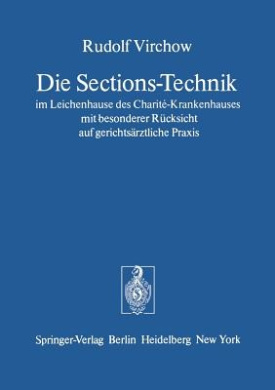 Rudolf Virchow
Die Sections-Technik
im Leichenhause des Charité-Krankenhauses
mit besonderer Rücksicht
auf gerichtsärztliche Praxis
Springer-Verlag Berlin Heidelberg New York